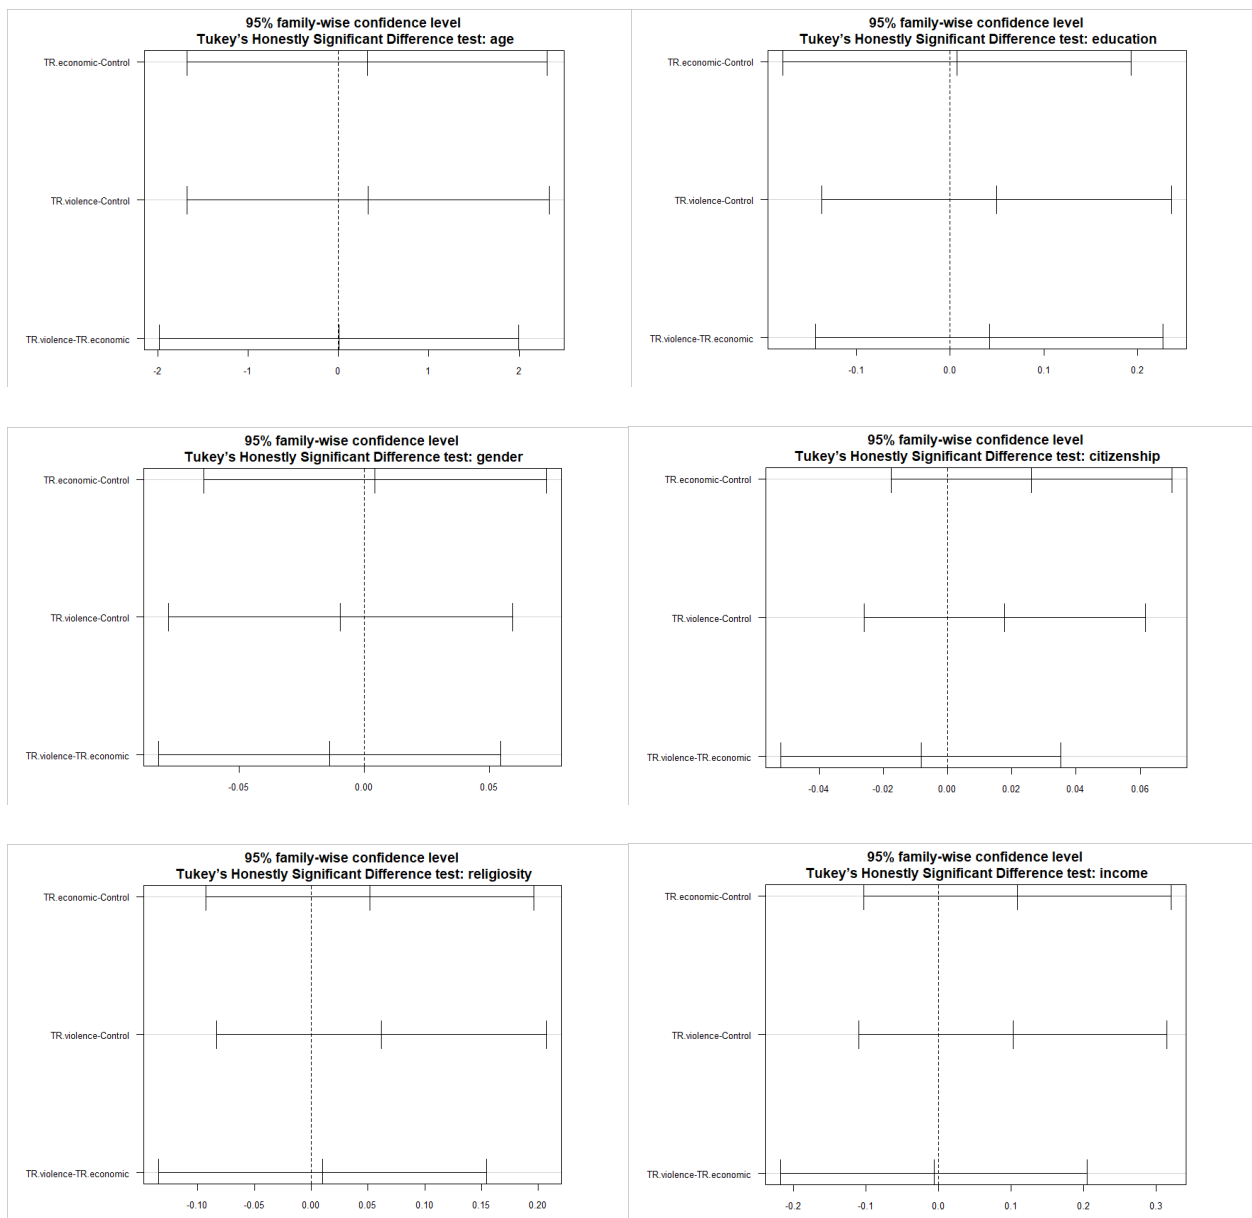 95% family-wise confidence level
Tukey's Honestly Significant Difference test: age
TR.economic-Control
TR.violence-Control
TR.violence-TR.economic
-2 -1 0 1 2
95% family-wise confidence level
Tukey's Honestly Significant Difference test: education
TR.economic-Control
TR.violence-Control
TR.violence-TR.economic
-0.1 0.0 0.1 0.2
95% family-wise confidence level
Tukey's Honestly Significant Difference test: gender
TR.economic-Control
TR.violence-Control
TR.violence-TR.economic
-0.05 0.00 0.05
95% family-wise confidence level
Tukey's Honestly Significant Difference test: citizenship
TR.economic-Control
TR.violence-Control
TR.violence-TR.economic
-0.04 -0.02 0.00 0.02 0.04 0.06
95% family-wise confidence level
Tukey's Honestly Significant Difference test: religiosity
TR.economic-Control
TR.violence-Control
TR.violence-TR.economic
-0.10 -0.05 0.00 0.05 0.10 0.15 0.20
95% family-wise confidence level
Tukey's Honestly Significant Difference test: income
TR.economic-Control
TR.violence-Control
TR.violence-TR.economic
-0.2 -0.1 0.0 0.1 0.2 0.3